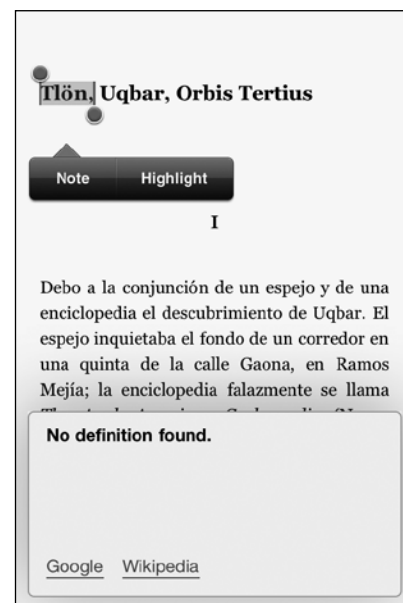 Tlön, Uqbar, Orbis Tertius
Note Highlight
I
Debo a la conjunción de un espejo y de una
enciclopedia el descubrimiento de Uqbar. El
espejo inquietaba el fondo de un corredor en
una quinta de la calle Gaona, en Ramos
Mejía; la enciclopedia falazmente se llama
No definition found.
Google Wikipedia